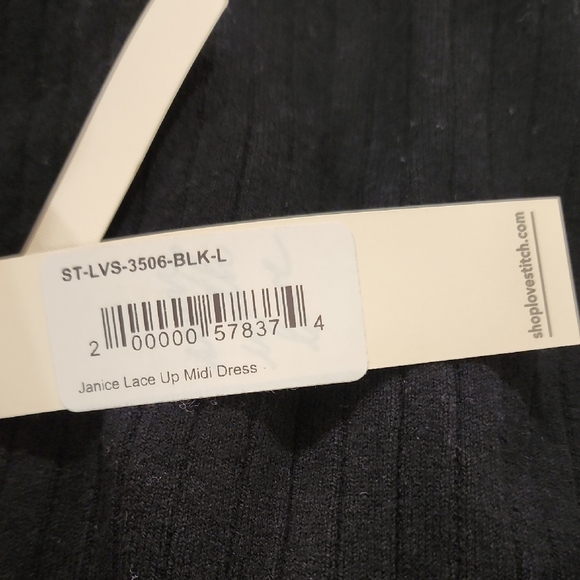 ST-LVS-3506-BLK-L
2 00000 57837 4
Janice Lace Up Midi Dress
shoplovestitch.com